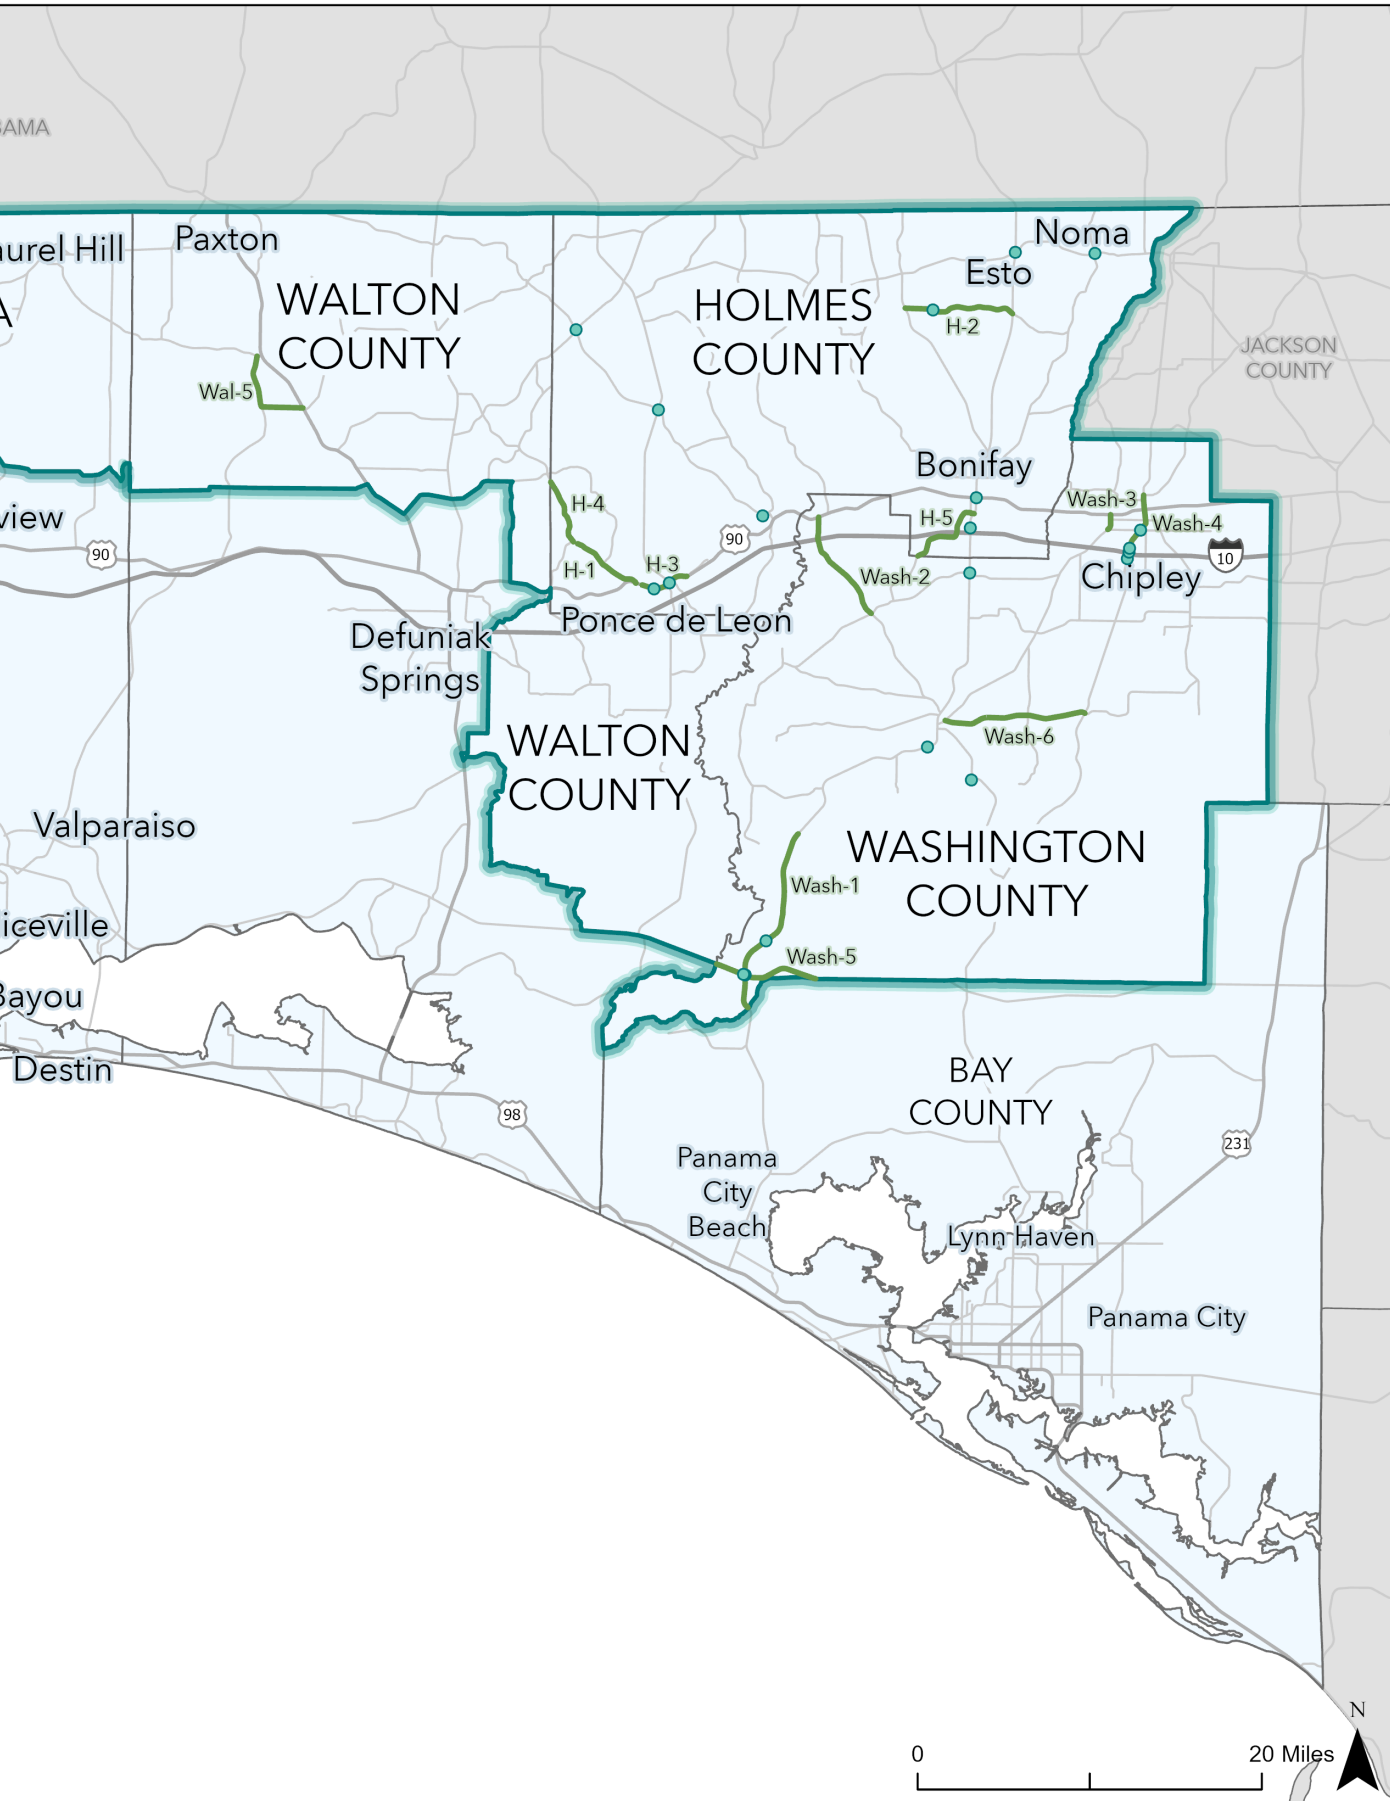 BAMA
Noma
Paxton
aurel Hill
Esto
WALTON
COUNTY
HOLMES
COUNTY
A
H-2
JACKSON
COUNTY
Wal-5
Bonifay
Wash-3
H-4
view
H-5
Wash-4
90
90
10
H-3
H-1
Wash-2
Chipley
Ponce de Leon
Defuniak
Springs
Wash-6
WALTON
COUNTY
Valparaiso
WASHINGTON
COUNTY
Wash-1
iceville
Wash-5
Bayou
Destin
BAY
COUNTY
98
231
Panama
City
Beach
Lynn Haven
Panama City
N
0
20 Miles